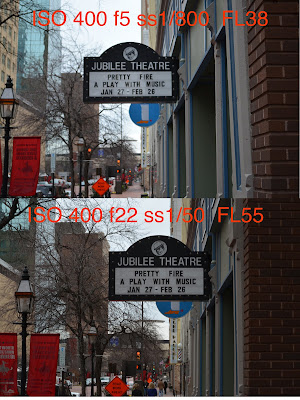 ISO 400 f5 ss1/800 FL38
JUBILEE THEATRE
PRETTY FIRE
A PLAY WITH MUSIC
JAN 27 - FEB 26
ISO 400 f22 ss1/50 FL55
JUBILEE THEATRE
PRETTY FIRE
A PLAY WITH MUSIC
JAN 27 - FEB 26